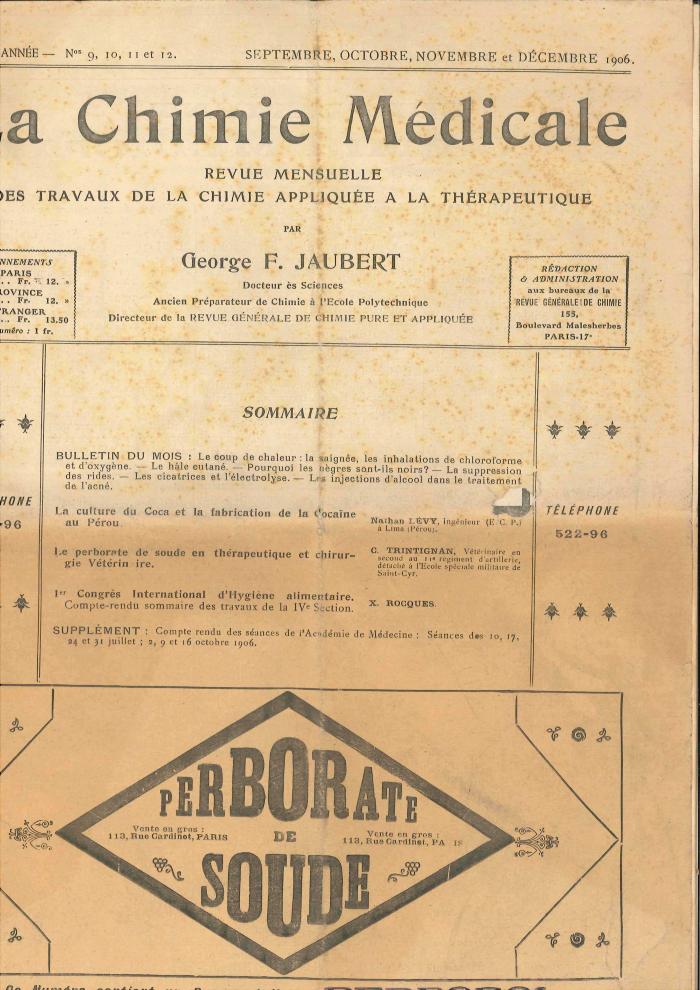 ANNÉE — Nos 9, 10, 11 et 12. SEPTEMBRE, OCTOBRE, NOVEMBRE et DÉCEMBRE 1906.
La Chimie Médicale
REVUE MENSUELLE
DES TRAVAUX DE LA CHIMIE APPLIQUÉE A LA THÉRAPEUTIQUE
PAR
George F. JAUBERT
Docteur ès Sciences
Ancien Préparateur de Chimie à l'Ecole Polytechnique
Directeur de la REVUE GÉNÉRALE DE CHIMIE PURE ET APPLIQUÉE
NNEMENTS
PARIS
. . Fr. 12. »
ROVINCE
. . Fr. 12. »
TRANGER
. . Fr. 13.50
uméro : 1 fr.
RÉDACTION
& ADMINISTRATION
aux bureaux de la
REVUE GÉNÉRALE DE CHIMIE
155,
Boulevard Malesherbes
PARIS-17e
SOMMAIRE
BULLETIN DU MOIS : Le coup de chaleur : la saignée, les inhalations de chloroforme
et d'oxygène. — Le hâle cutané. — Pourquoi les nègres sont-ils noirs? — La suppression
des rides. — Les cicatrices et l'électrolyse. — Les injections d'alcool dans le traitement
de l'acné.
La culture du Coca et la fabrication de la Cocaïne
au Pérou
Nathan LÉVY, ingénieur (E. C. P.)
à Lima (Pérou).
Le perborate de soude en thérapeutique et chirur-
gie Vétérin ire.
C. TRINTIGNAN, Vétérinaire en
second au 11e régiment d'artillerie,
détaché à l'Ecole spéciale militaire de
Saint-Cyr.
1er Congrès International d'Hygiène alimentaire.
Compte-rendu sommaire des travaux de la IVe Section.
X. ROCQUES.
SUPPLÉMENT : Compte rendu des séances de l'Académie de Médecine : Séances des 10, 17,
24 et 31 juillet ; 2, 9 et 16 octobre 1906.
HONE
-96
TÉLÉPHONE
522-96
PERBORATE
DE
SOUDE
Vente en gros :
113, Rue Cardinet, PARIS
Vente en gros :
113, Rue Cardinet, PA IS